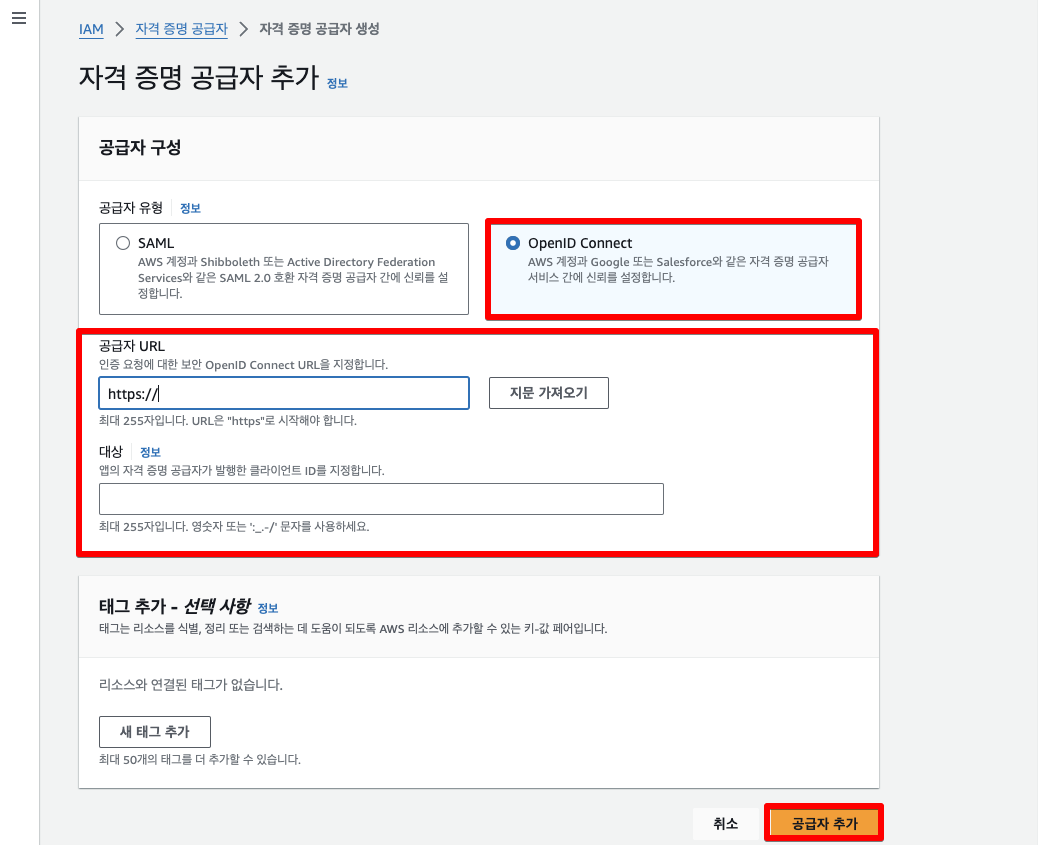 IAM > 자격 증명 공급자 > 자격 증명 공급자 생성
자격 증명 공급자 추가 정보
공급자 구성
공급자 유형 정보
SAML
AWS 계정과 Shibboleth 또는 Active Directory Federation
Services와 같은 SAML 2.0 호환 자격 증명 공급자 간에 신뢰를 설
정합니다.
OpenID Connect
AWS 계정과 Google 또는 Salesforce와 같은 자격 증명 공급자
서비스 간에 신뢰를 설정합니다.
공급자 URL
인증 요청에 대한 보안 OpenID Connect URL을 지정합니다.
https://
지문 가져오기
최대 255자입니다. URL은 "https"로 시작해야 합니다.
대상 정보
앱의 자격 증명 공급자가 발행한 클라이언트 ID를 지정합니다.
최대 255자입니다. 영숫자 또는 ':_.-/' 문자를 사용하세요.
태그 추가 - 선택 사항 정보
태그는 리소스를 식별, 정리 또는 검색하는 데 도움이 되도록 AWS 리소스에 추가할 수 있는 키-값 페어입니다.
리소스와 연결된 태그가 없습니다.
새 태그 추가
최대 50개의 태그를 더 추가할 수 있습니다.
취소
공급자 추가